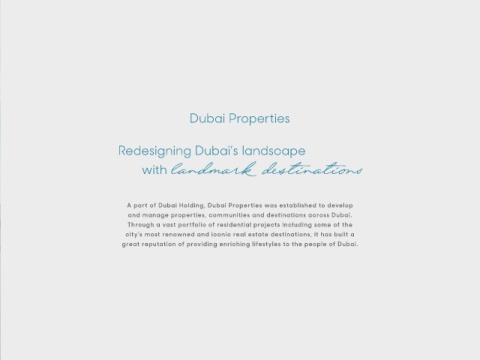 Dubai Properties
Redesigning Dubai's landscape
with landmark destinations
A part of Dubai Holding, Dubai Properties was established to develop
and manage properties, communities and destinations across Dubai.
Through a vast portfolio of residential projects including some of the
city's most renowned and iconic real estate destinations, it has built a
great reputation of providing enriching lifestyles to the people of Dubai.